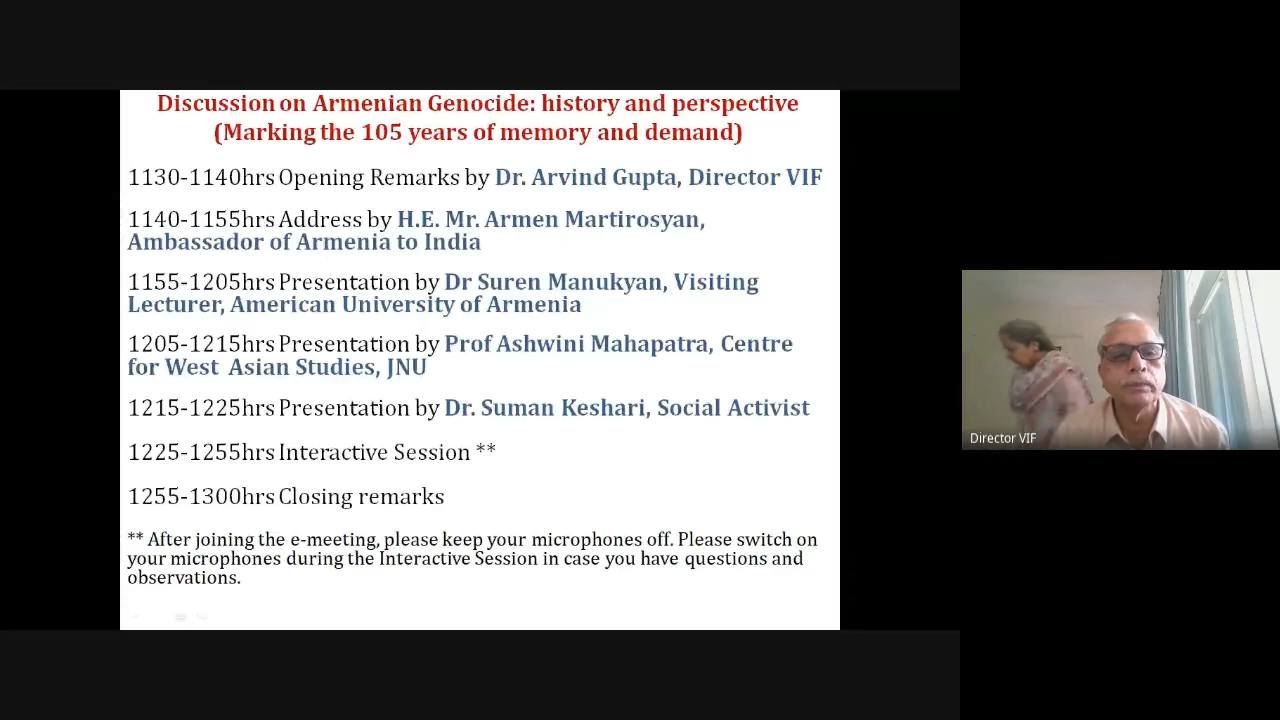 Discussion on Armenian Genocide: history and perspective
(Marking the 105 years of memory and demand)
1130-1140hrs Opening Remarks by Dr. Arvind Gupta, Director VIF
1140-1155hrs Address by H.E. Mr. Armen Martirosyan,
Ambassador of Armenia to India
1155-1205hrs Presentation by Dr Suren Manukyan, Visiting
Lecturer, American University of Armenia
1205-1215hrs Presentation by Prof Ashwini Mahapatra, Centre
for West Asian Studies, JNU
1215-1225hrs Presentation by Dr. Suman Keshari, Social Activist
1225-1255hrs Interactive Session **
1255-1300hrs Closing remarks
** After joining the e-meeting, please keep your microphones off. Please switch on
your microphones during the Interactive Session in case you have questions and
observations.
Director VIF